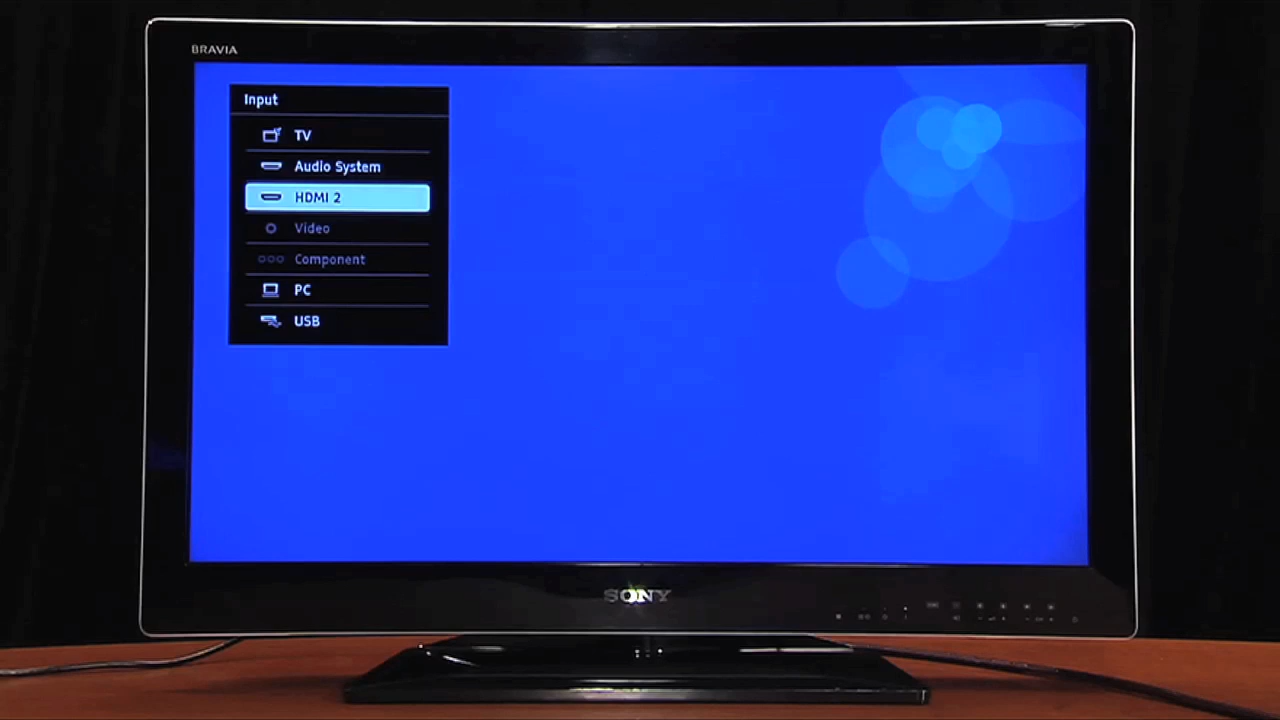 BRAVIA
Input
TV
Audio System
HDMI 2
Video
Component
PC
USB
SONY